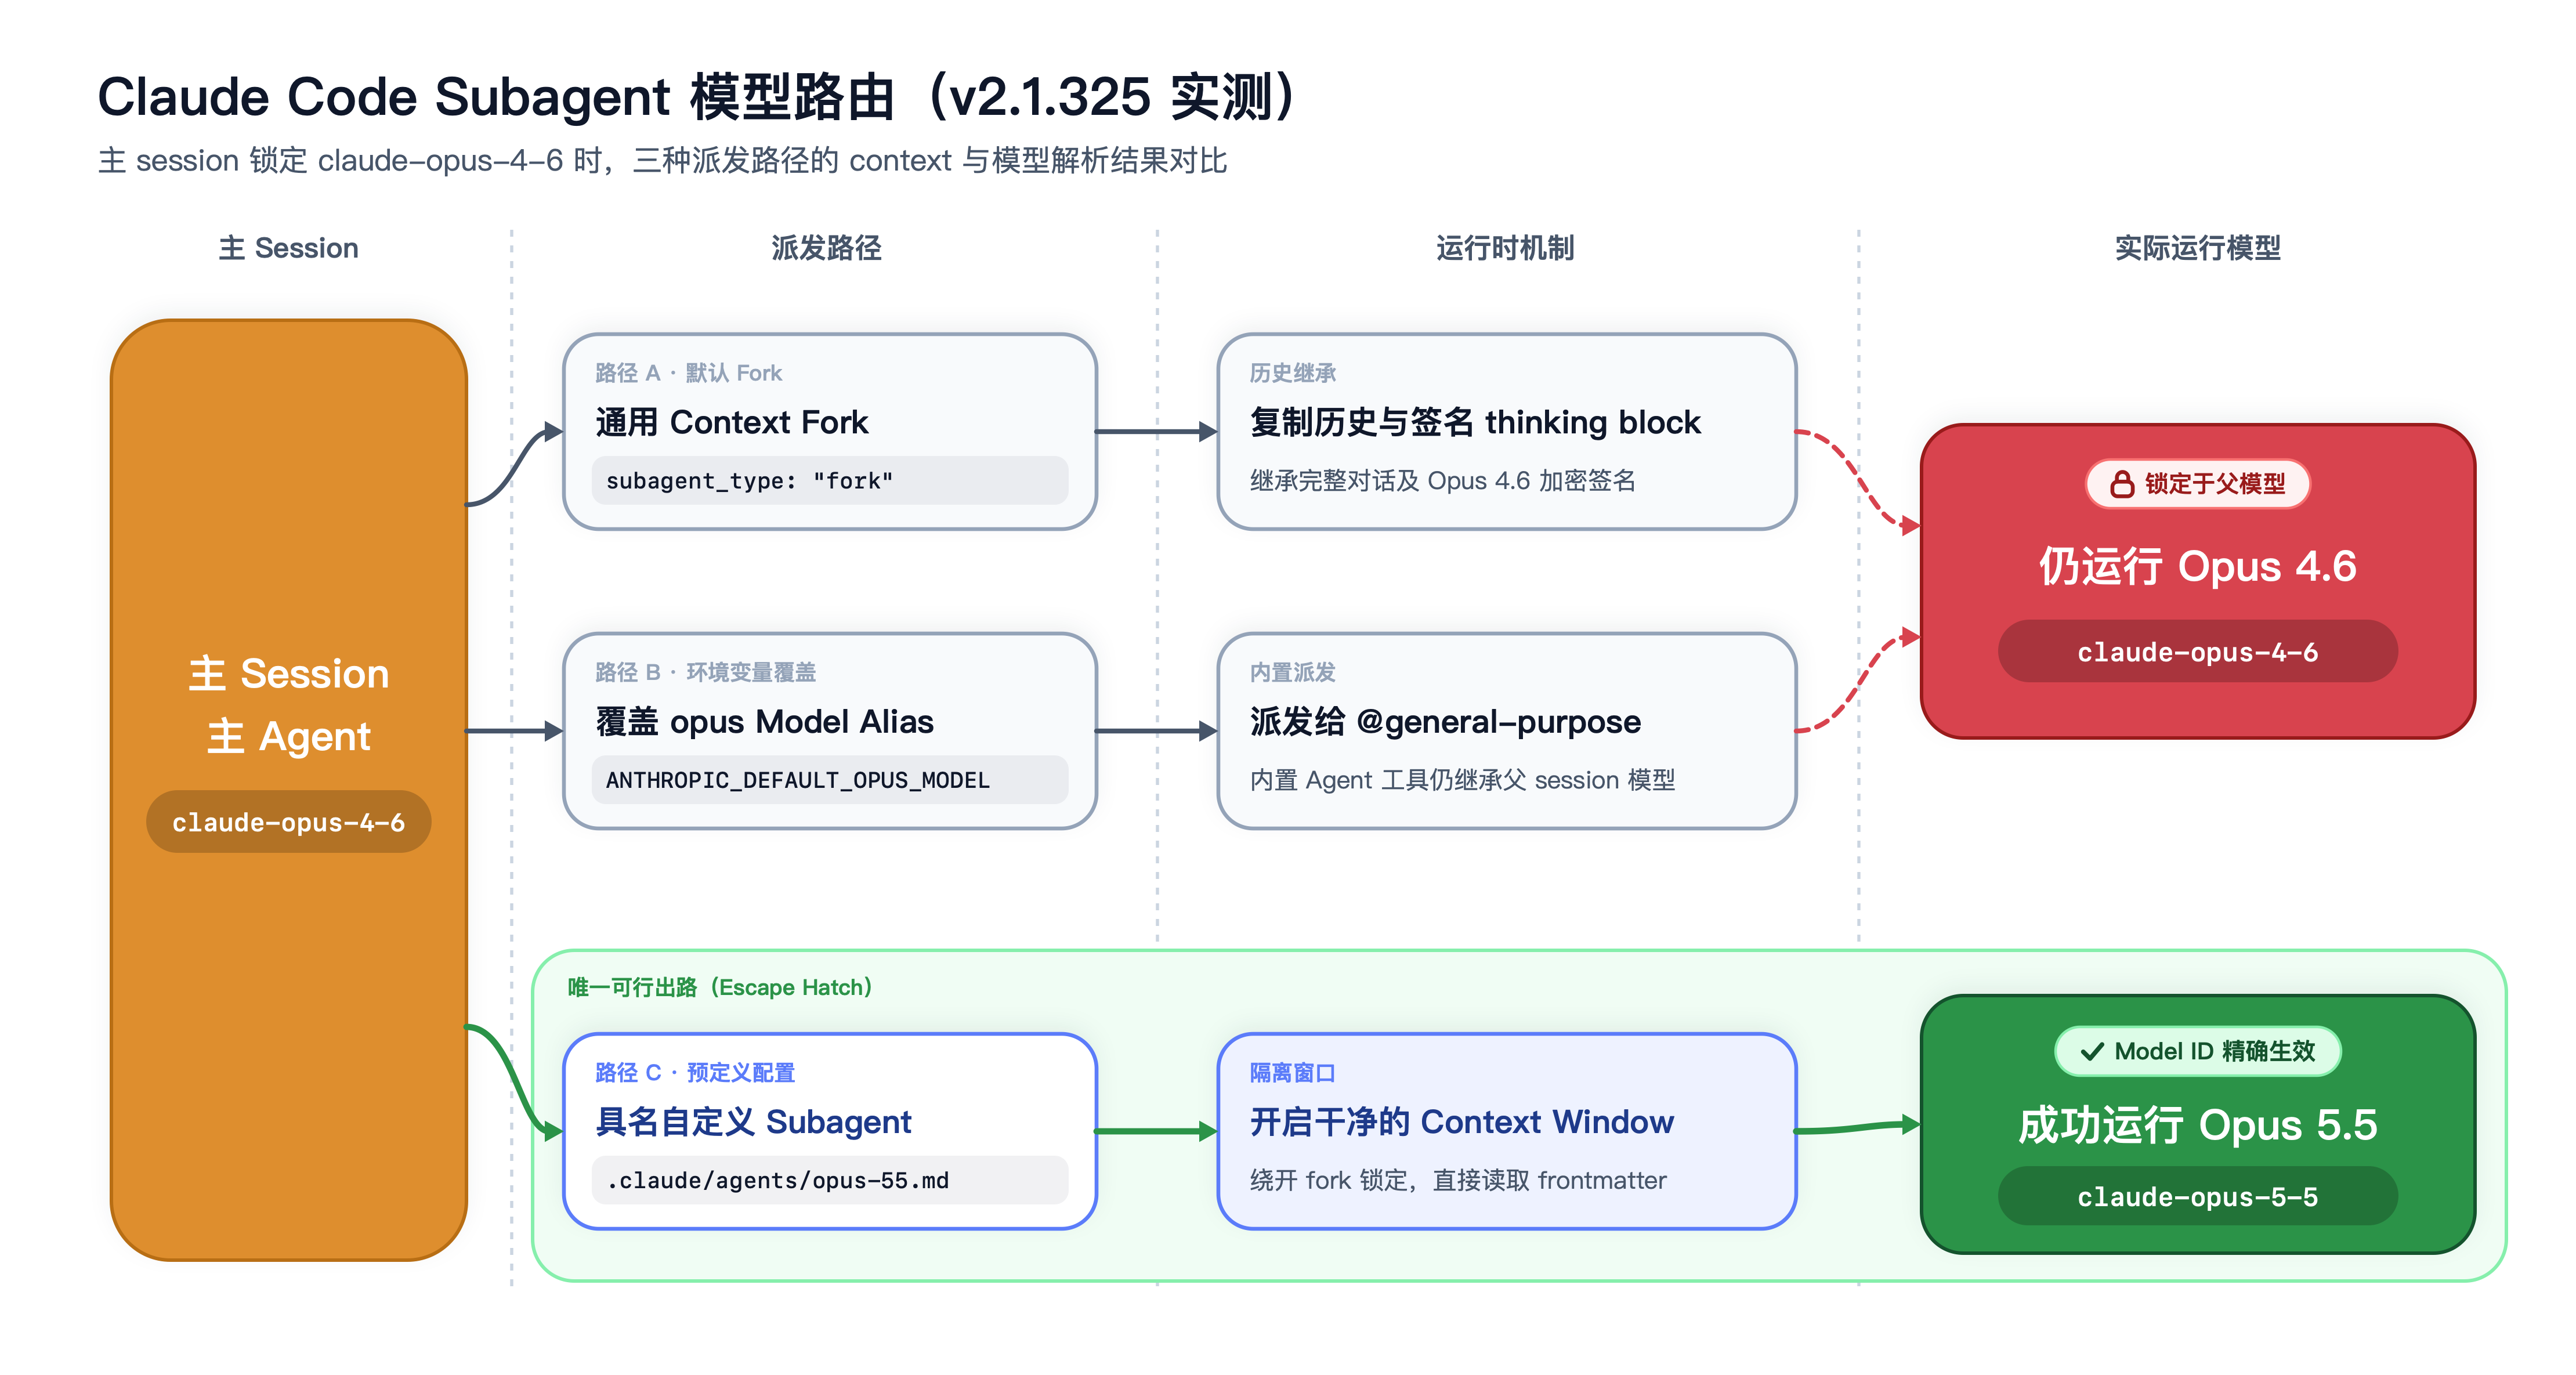 Claude Code Subagent 模型路由（v2.1.325 实测）
主 session 锁定 claude-opus-4-6 时，三种派发路径的 context 与模型解析结果对比
主 Session
派发路径
运行时机制
实际运行模型
主 Session
主 Agent
claude-opus-4-6
路径 A · 默认 Fork
通用 Context Fork
subagent_type: "fork"
历史继承
复制历史与签名 thinking block
继承完整对话及 Opus 4.6 加密签名
锁定于父模型
仍运行 Opus 4.6
claude-opus-4-6
路径 B · 环境变量覆盖
覆盖 opus Model Alias
ANTHROPIC_DEFAULT_OPUS_MODEL
内置派发
派发给 @general-purpose
内置 Agent 工具仍继承父 session 模型
唯一可行出路（Escape Hatch）
路径 C · 预定义配置
具名自定义 Subagent
.claude/agents/opus-55.md
隔离窗口
开启干净的 Context Window
绕开 fork 锁定，直接读取 frontmatter
Model ID 精确生效
成功运行 Opus 5.5
claude-opus-5-5